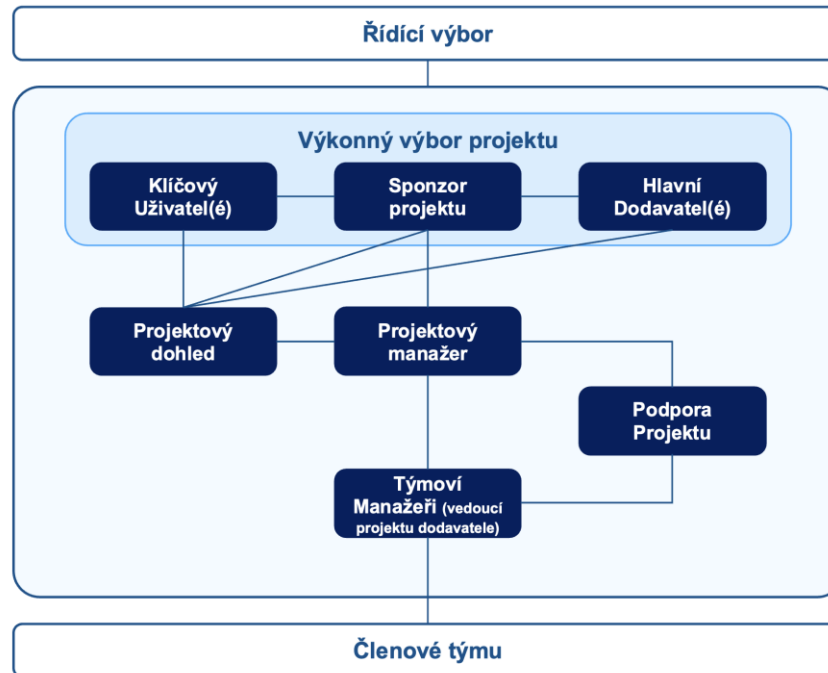 Řídící výbor
Výkonný výbor projektu
Klíčový
Uživatel(é)
Sponzor
projektu
Hlavní
Dodavatel(é)
Projektový
dohled
Projektový
manažer
Podpora
Projektu
Týmoví
Manažeři (vedoucí
projektu dodavatele)
Členové týmu